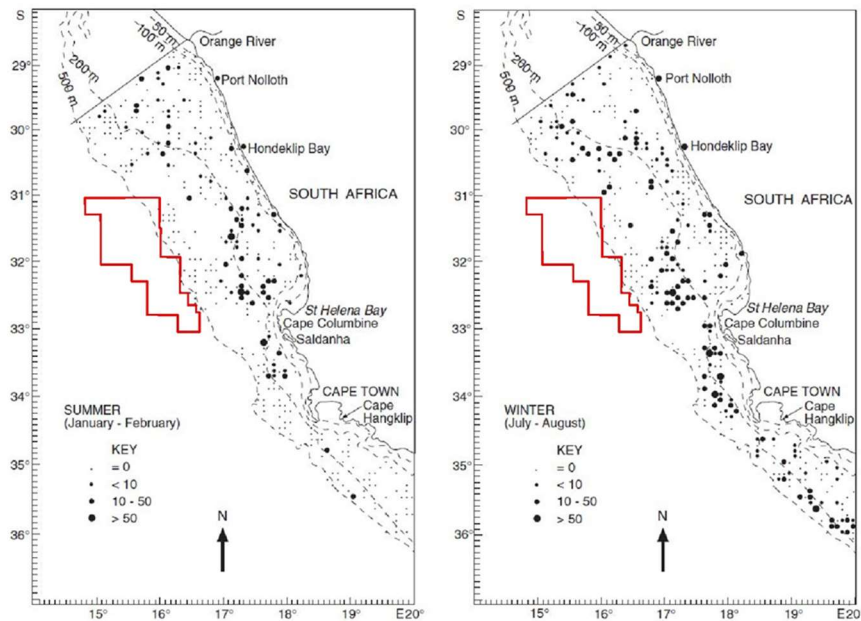 S
50 m
100 m
200 m
500 m
Orange River
29°
Port Nolloth
30°
Hondeklip Bay
31°
SOUTH AFRICA
32°
St Helena Bay
33°
Cape Columbine
Saldanha
34°
CAPE TOWN
SUMMER
(January - February)
Cape
Hangklip
KEY
35°
= 0
< 10
10 - 50
> 50
N
36°
15°
16°
17°
18°
E20°
S
50 m
100 m
200 m
500 m
Orange River
29°
Port Nolloth
30°
Hondeklip Bay
31°
SOUTH AFRICA
32°
St Helena Bay
33°
Cape Columbine
Saldanha
34°
CAPE TOWN
WINTER
(July - August)
Cape
Hangklip
KEY
35°
= 0
< 10
10 - 50
> 50
N
36°
15°
16°
17°
18°
E20